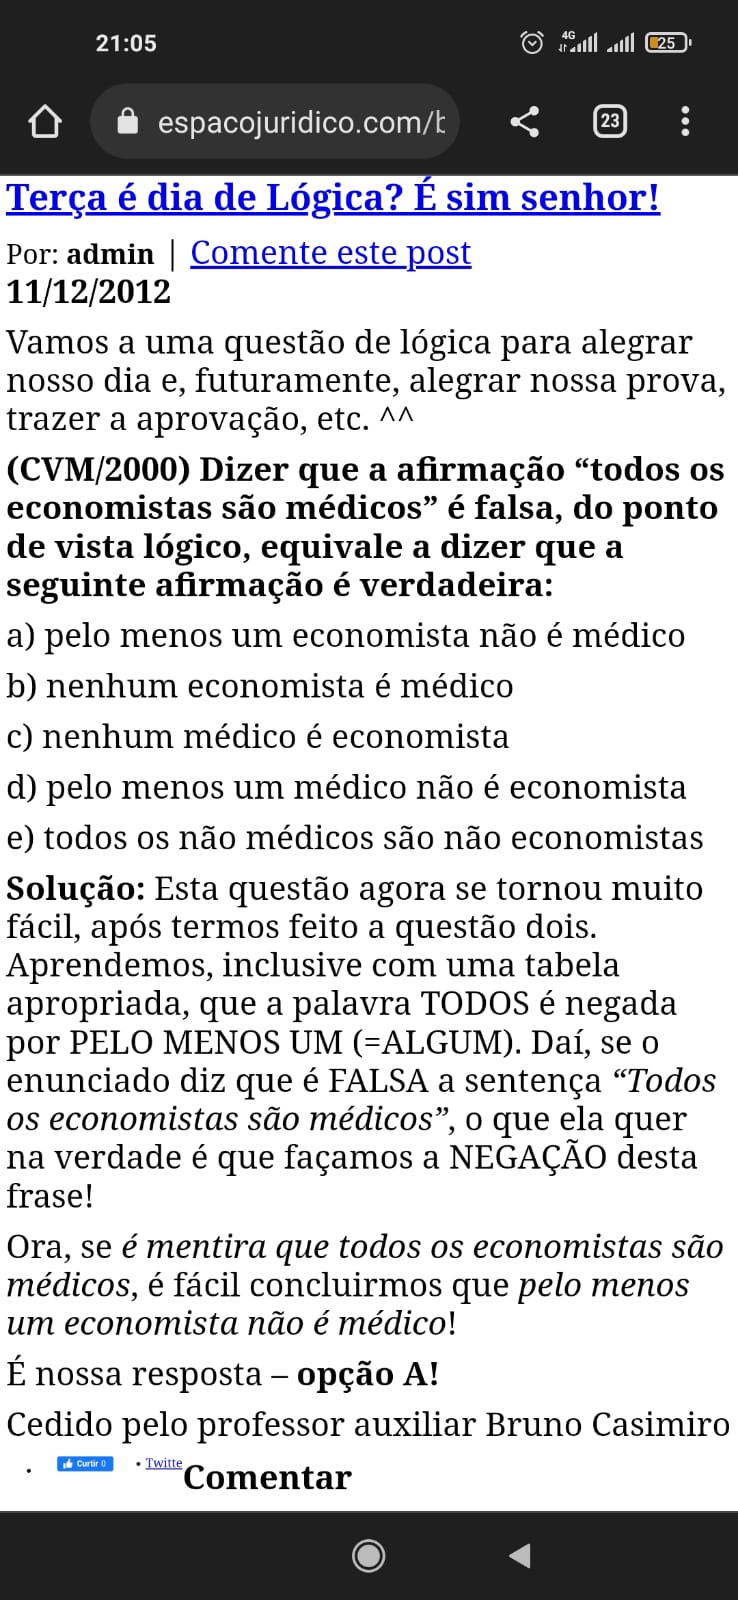 21:05
4G
25
espacojuridico.com/b
23
Terça é dia de Lógica? É sim senhor!
Por: admin | Comente este post
11/12/2012
Vamos a uma questão de lógica para alegrar
nosso dia e, futuramente, alegrar nossa prova,
trazer a aprovação, etc. ^^
(CVM/2000) Dizer que a afirmação “todos os
economistas são médicos” é falsa, do ponto
de vista lógico, equivale a dizer que a
seguinte afirmação é verdadeira:
a) pelo menos um economista não é médico
b) nenhum economista é médico
c) nenhum médico é economista
d) pelo menos um médico não é economista
e) todos os não médicos são não economistas
Solução: Esta questão agora se tornou muito
fácil, após termos feito a questão dois.
Aprendemos, inclusive com uma tabela
apropriada, que a palavra TODOS é negada
por PELO MENOS UM (=ALGUM). Daí, se o
enunciado diz que é FALSA a sentença “Todos
os economistas são médicos”, o que ela quer
na verdade é que façamos a NEGAÇÃO desta
frase!
Ora, se é mentira que todos os economistas são
médicos, é fácil concluirmos que pelo menos
um economista não é médico!
É nossa resposta – opção A!
Cedido pelo professor auxiliar Bruno Casimiro
• Curtir 0 • Twitte Comentar